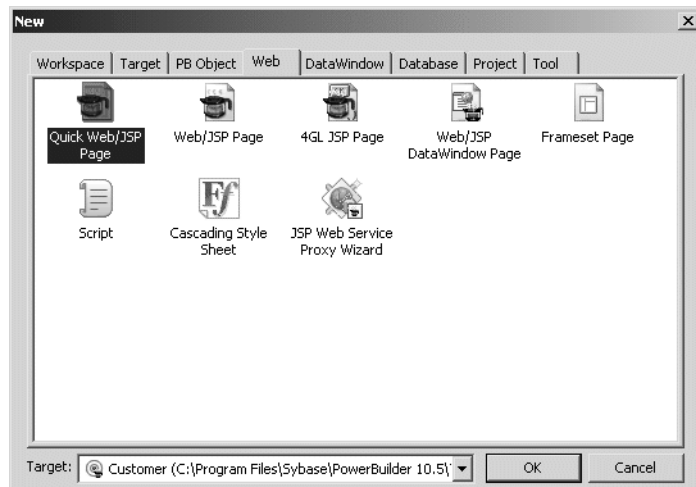 New
Workspace Target PB Object Web DataWindow Database Project Tool
Quick Web/JSP Page
Web/JSP Page
4GL JSP Page
Web/JSP DataWindow Page
Frameset Page
Script
Cascading Style Sheet
JSP Web Service Proxy Wizard
Target: Customer (C:\Program Files\Sybase\PowerBuilder 10.5\
OK
Cancel